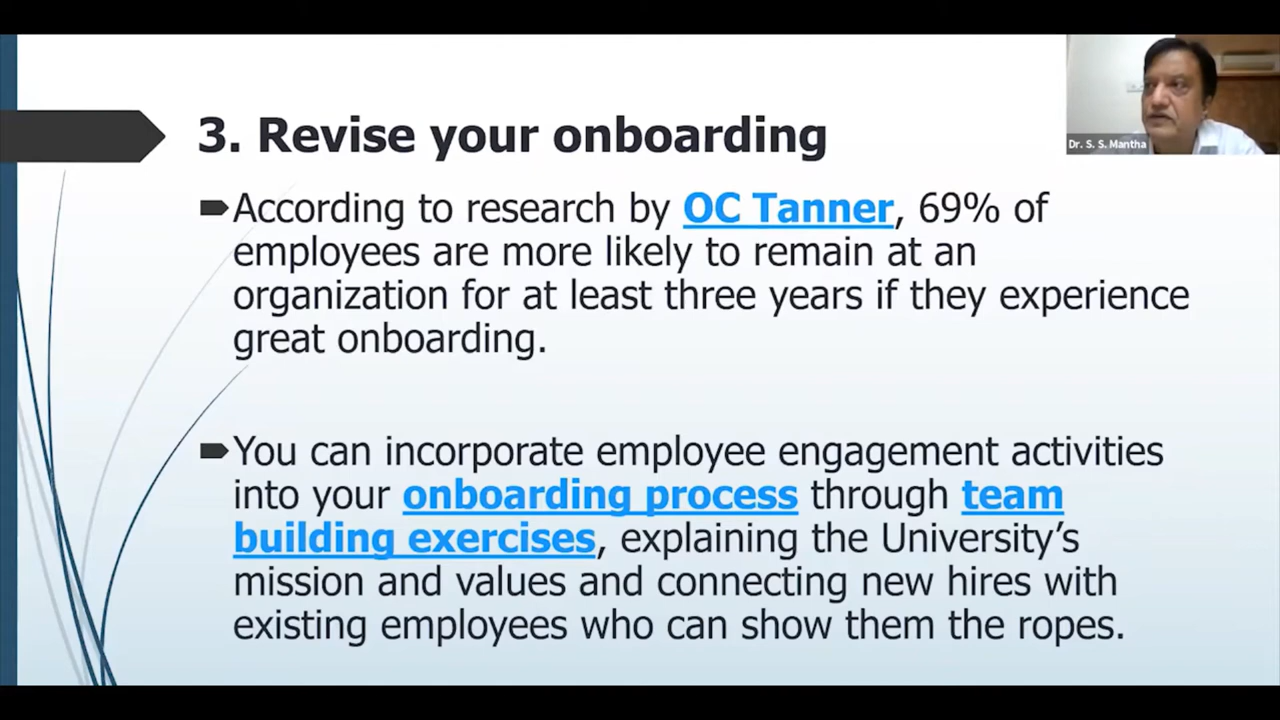 3. Revise your onboarding
According to research by OC Tanner, 69% of
employees are more likely to remain at an
organization for at least three years if they experience
great onboarding.
You can incorporate employee engagement activities
into your onboarding process through team
building exercises, explaining the University's
mission and values and connecting new hires with
existing employees who can show them the ropes.
Dr. S. S. Mantha